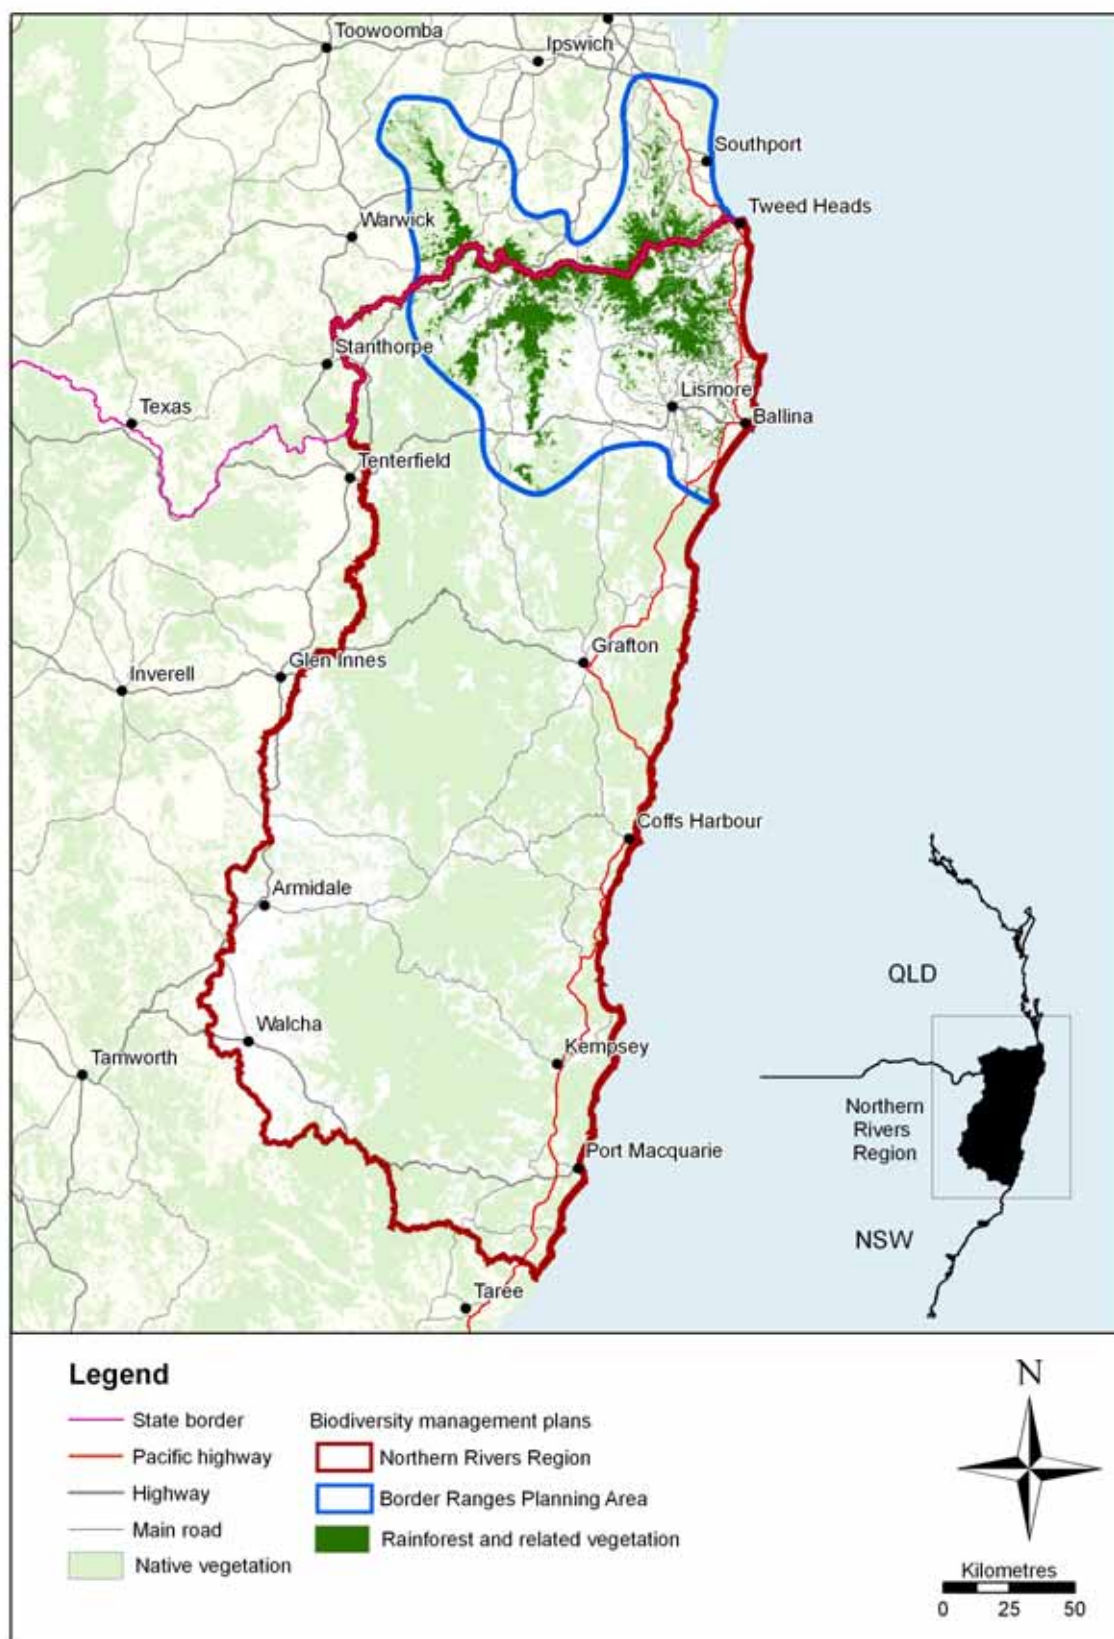 Toowoomba
Ipswich
Southport
Tweed Heads
Warwick
Stanthorpe
Lismore
Texas
Ballina
Tenterfield
Grafton
Glen Innes
Inverell
Coffs Harbour
Armidale
QLD
Walcha
Kempsey
Tamworth
Northern
Rivers
Region
Port Macquarie
NSW
Taree
Legend
State border
Pacific highway
Highway
Main road
Native vegetation
Biodiversity management plans
Northern Rivers Region
Border Ranges Planning Area
Rainforest and related vegetation
N
Kilometres
0 25 50